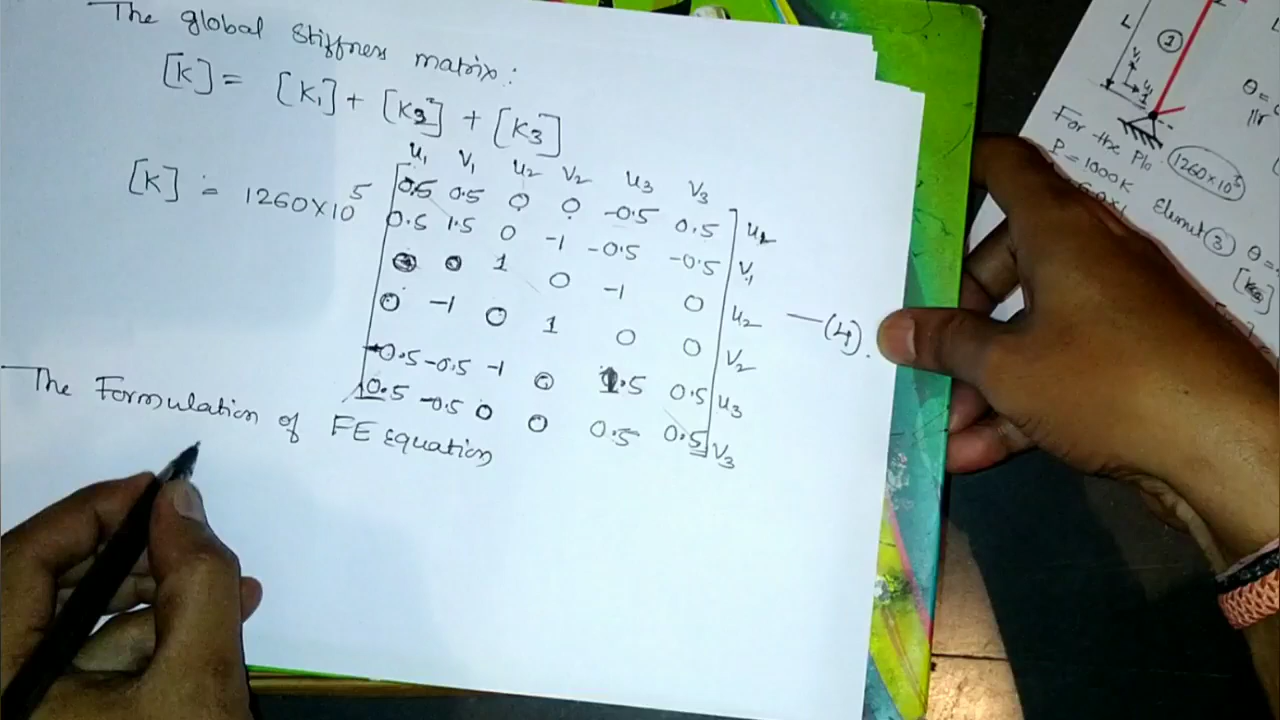 The global Stiffness matrix:
[K] = [K1] + [K2] + [K3]
u1 v1 u2 v2 u3 v3
[K] = 1260×10^5
0.5 0.5 0 0 -0.5 0.5 u1
0.5 1.5 0 -1 -0.5 -0.5 v1
0 0 1 0 -1 0 u2
0 -1 0 1 0 0 v2
-0.5 -0.5 -1 0 1.5 0.5 u3
0.5 -0.5 0 0 0.5 0.5 v3
—(4).
The Formulation of FE Equation
L
1
v1
θ =
For the
P = 1000K
1260×10^5
Element 3 θ =